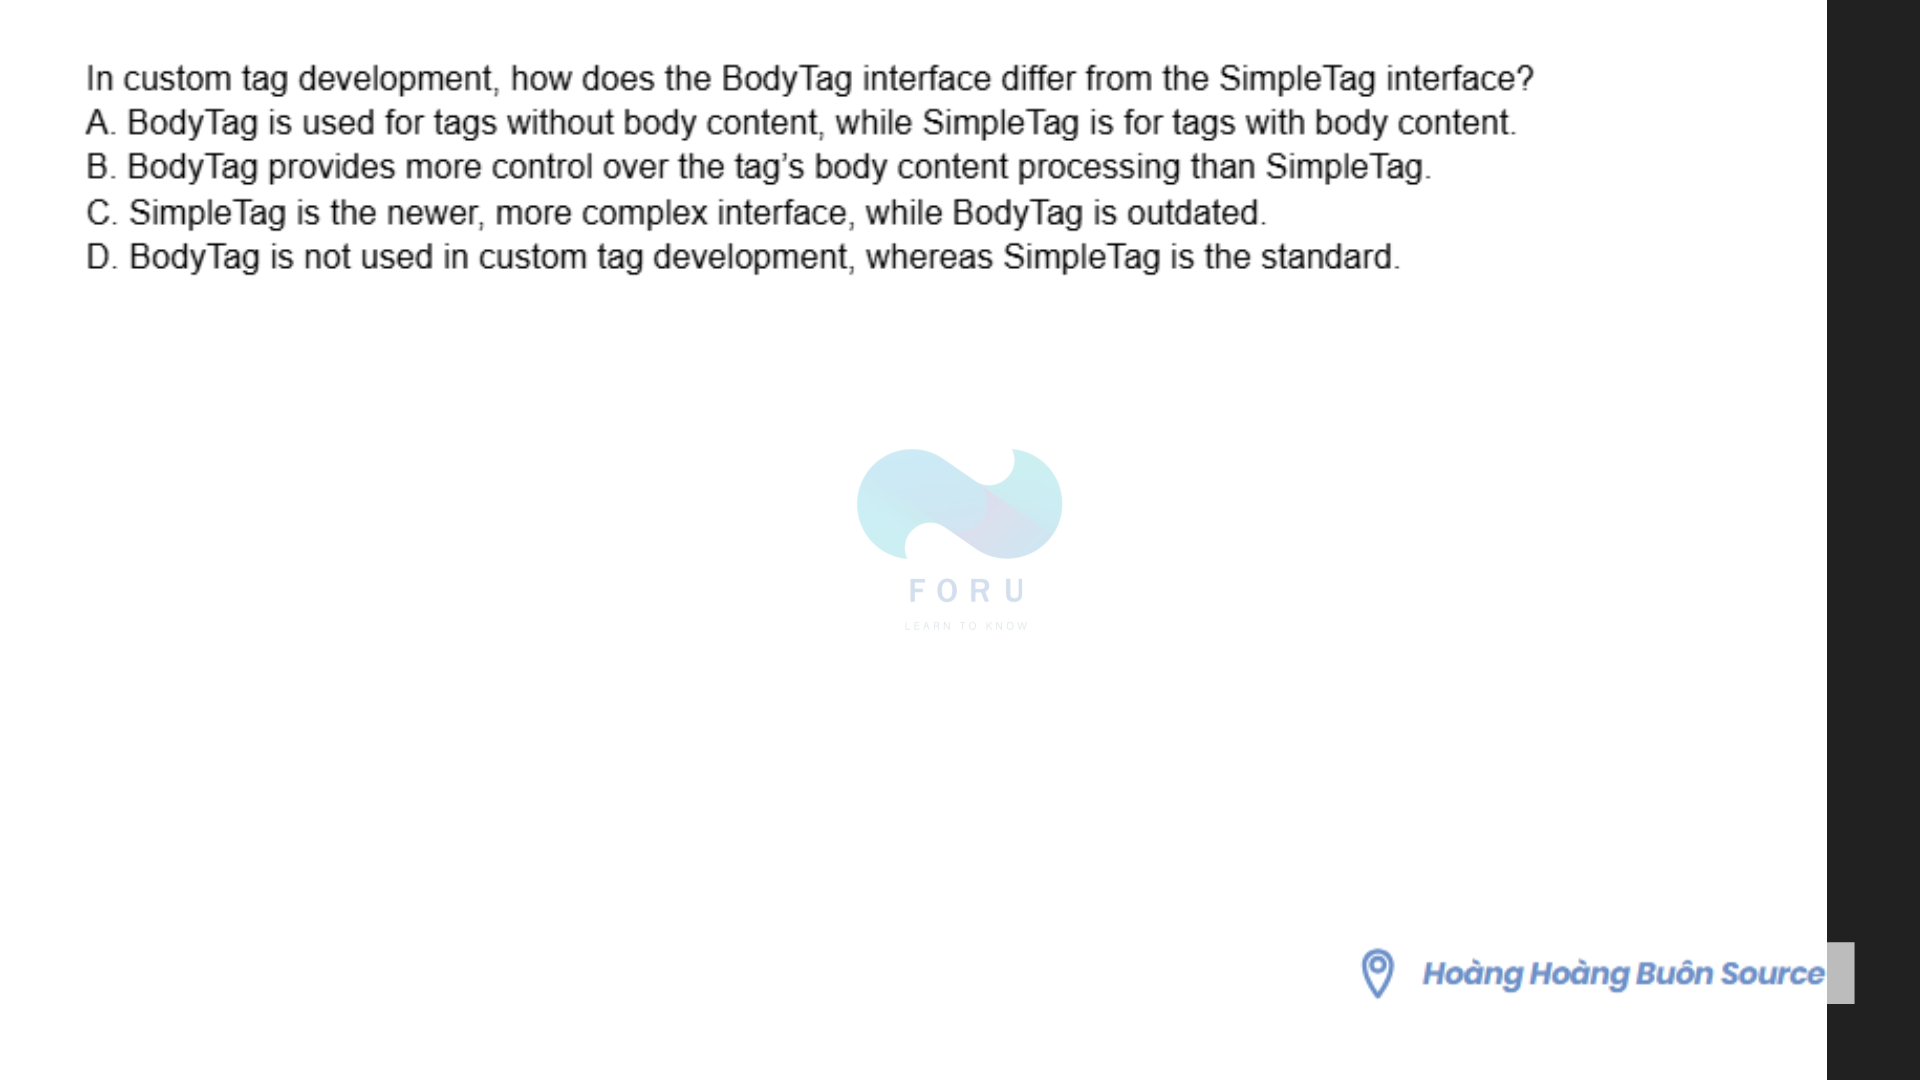 In custom tag development, how does the BodyTag interface differ from the SimpleTag interface?
A. BodyTag is used for tags without body content, while SimpleTag is for tags with body content.
B. BodyTag provides more control over the tag’s body content processing than SimpleTag.
C. SimpleTag is the newer, more complex interface, while BodyTag is outdated.
D. BodyTag is not used in custom tag development, whereas SimpleTag is the standard.
FORU
LEARN TO KNOW
Hoàng Hoàng Buôn Source